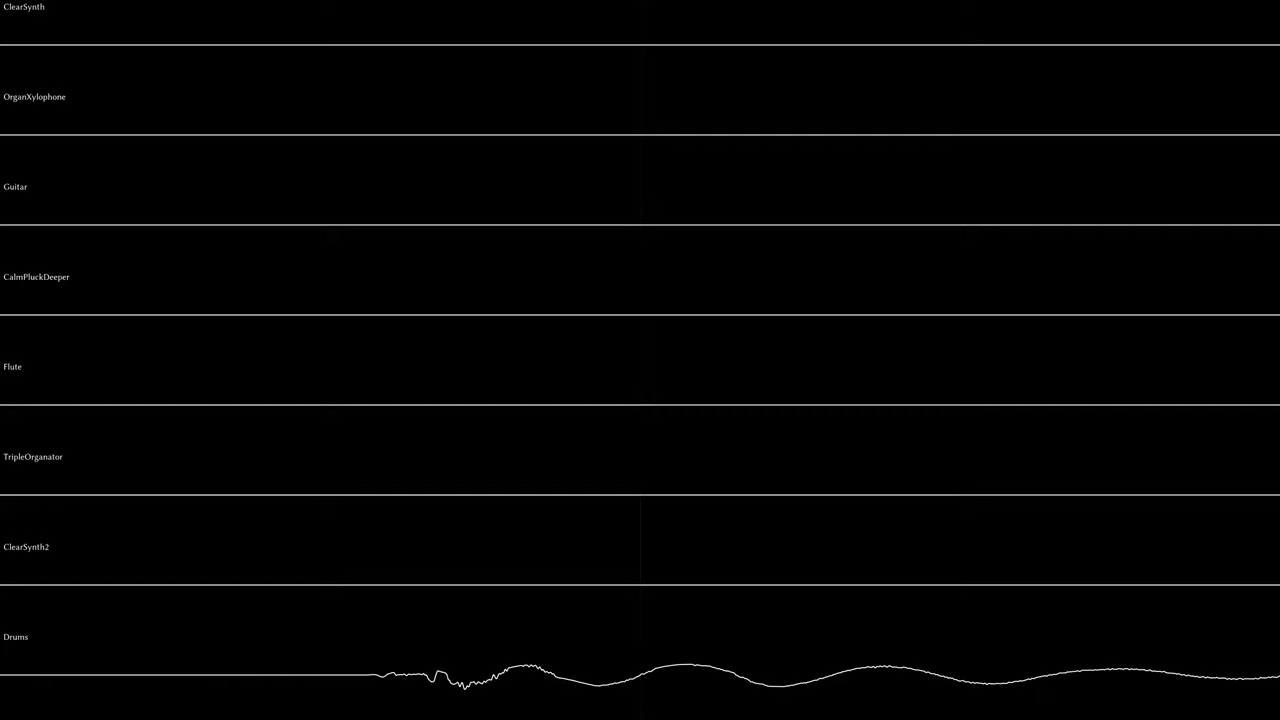 ClearSynth
OrganXylophone
Guitar
CalmPluckDeeper
Flute
TripleOrganator
ClearSynth2
Drums